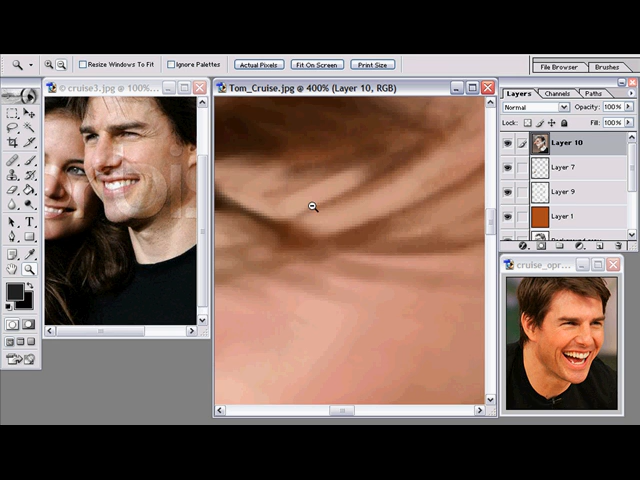 Resize Windows To Fit
Ignore Palettes
Actual Pixels
Fit On Screen
Print Size
File Browser
Brushes
© cruise3.jpg @ 100%...
Tom_Cruise.jpg @ 400% (Layer 10, RGB)
Layers
Channels
Paths
Normal
Opacity: 100%
Lock:
Fill: 100%
Layer 10
Layer 7
Layer 9
Layer 1
cruise_opr...
T